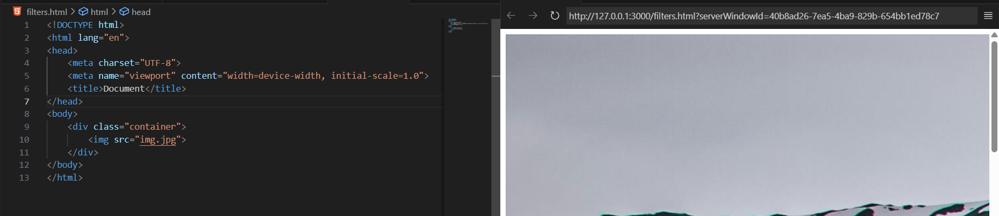 filters.html > html > head
1 <!DOCTYPE html>
2 <html lang="en">
3 <head>
4 <meta charset="UTF-8">
5 <meta name="viewport" content="width=device-width, initial-scale=1.0">
6 <title>Document</title>
7 </head>
8 <body>
9 <div class="container">
10 <img src="img.jpg">
11 </div>
12 </body>
13 </html>
http://127.0.0.1:3000/filters.html?serverWindowId=40b8ad26-7ea5-4ba9-829b-654bb1ed78c7